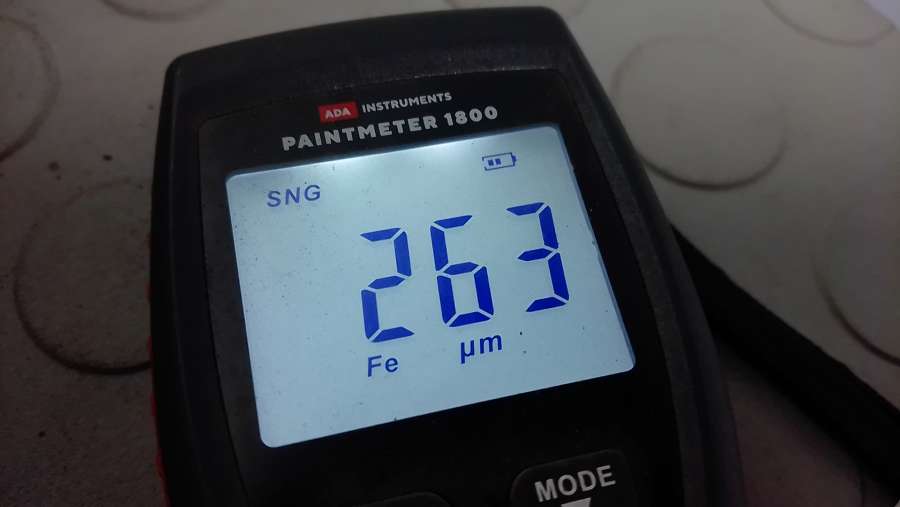 ADA INSTRUMENTS
PAINTMETER 1800
SNG
263
Fe µm
MODE